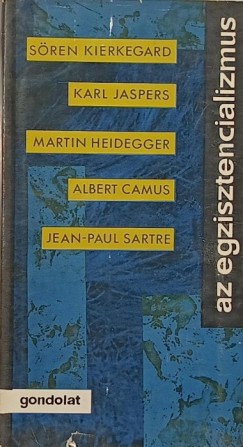 SÖREN KIERKEGARD
KARL JASPERS
MARTIN HEIDEGGER
ALBERT CAMUS
JEAN-PAUL SARTRE
az egzisztencializmus
gondolat